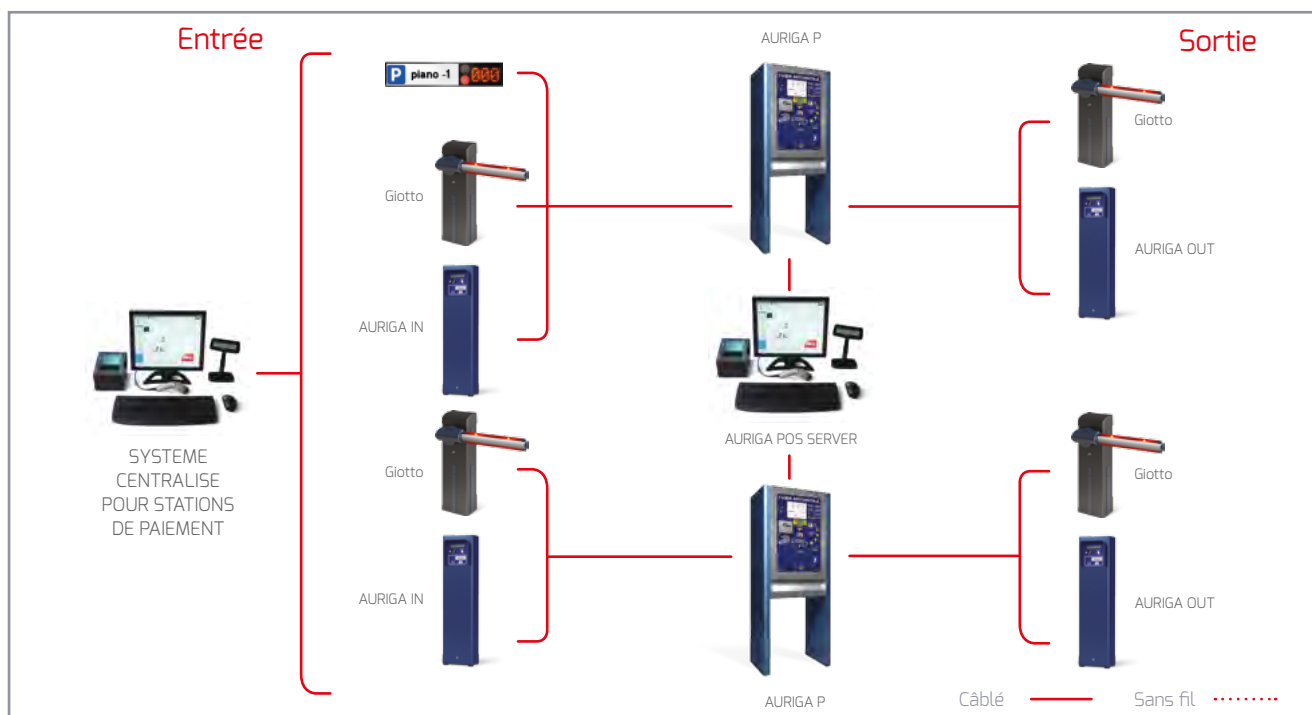 Entrée
AURIGA P
Sortie
P piano -1 000
Giotto
Giotto
AURIGA IN
AURIGA OUT
SYSTEME
CENTRALISE
POUR STATIONS
DE PAIEMENT
AURIGA POS SERVER
Giotto
Giotto
AURIGA IN
AURIGA OUT
AURIGA P
Câblé
Sans fil